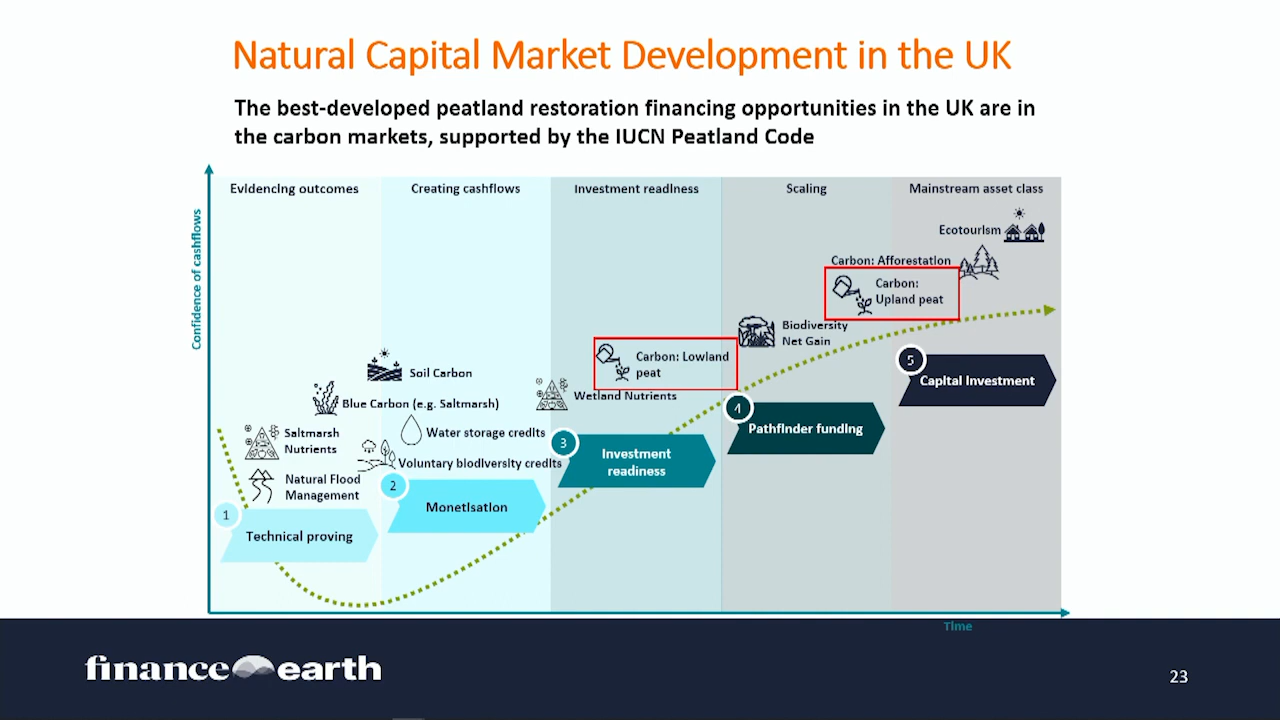 Natural Capital Market Development in the UK
The best-developed peatland restoration financing opportunities in the UK are in
the carbon markets, supported by the IUCN Peatland Code
Evidencing outcomes
Creating cashflows
Investment readiness
Scaling
Mainstream asset class
Confidence of cashflows
Ecotourism
Carbon: Afforestation
Carbon:
Upland peat
Biodiversity
Net Gain
Carbon: Lowland
peat
Wetland Nutrients
Soil Carbon
Blue Carbon (e.g. Saltmarsh)
Water storage credits
Voluntary biodiversity credits
Saltmarsh
Nutrients
Natural Flood
Management
1
Technical proving
2
Monetisation
3
Investment
readiness
4
Pathfinder funding
5
Capital Investment
Time
finance earth
23